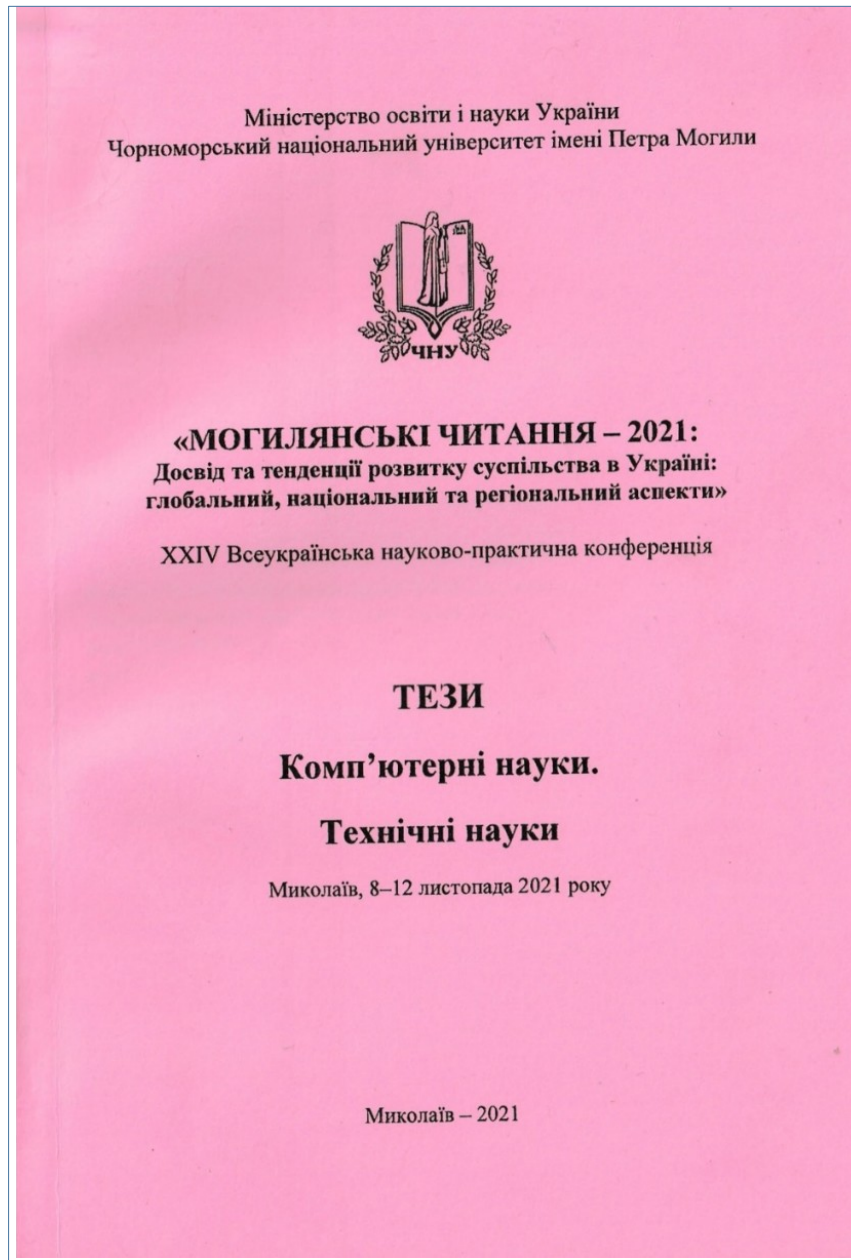 Міністерство освіти і науки України
Чорноморський національний університет імені Петра Могили
ЧНУ
«МОГИЛЯНСЬКІ ЧИТАННЯ – 2021:
Досвід та тенденції розвитку суспільства в Україні:
глобальний, національний та регіональний аспекти»
XXIV Всеукраїнська науково-практична конференція
ТЕЗИ
Комп’ютерні науки.
Технічні науки
Миколаїв, 8–12 листопада 2021 року
Миколаїв – 2021